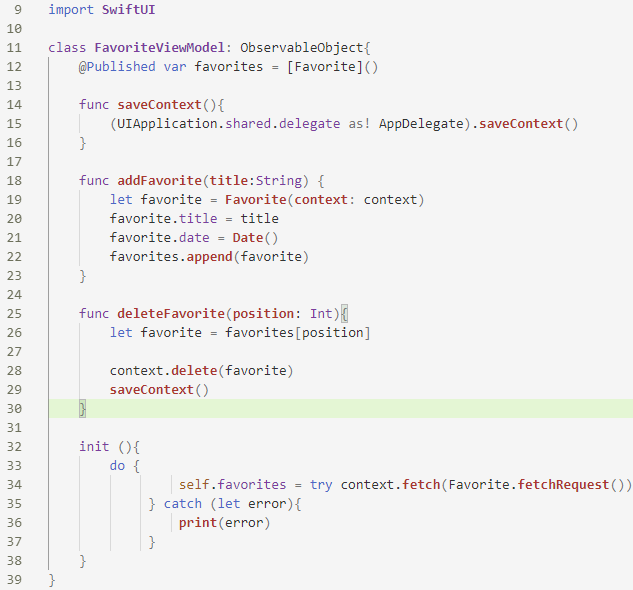 9 import SwiftUI
10
11 class FavoriteViewModel: ObservableObject{
12     @Published var favorites = [Favorite]()
13
14     func saveContext(){
15         (UIApplication.shared.delegate as! AppDelegate).saveContext()
16     }
17
18     func addFavorite(title:String) {
19         let favorite = Favorite(context: context)
20         favorite.title = title
21         favorite.date = Date()
22         favorites.append(favorite)
23     }
24
25     func deleteFavorite(position: Int){
26         let favorite = favorites[position]
27
28         context.delete(favorite)
29         saveContext()
30     }
31
32     init (){
33         do {
34                  self.favorites = try context.fetch(Favorite.fetchRequest())
35              } catch (let error){
36                  print(error)
37              }
38     }
39 }